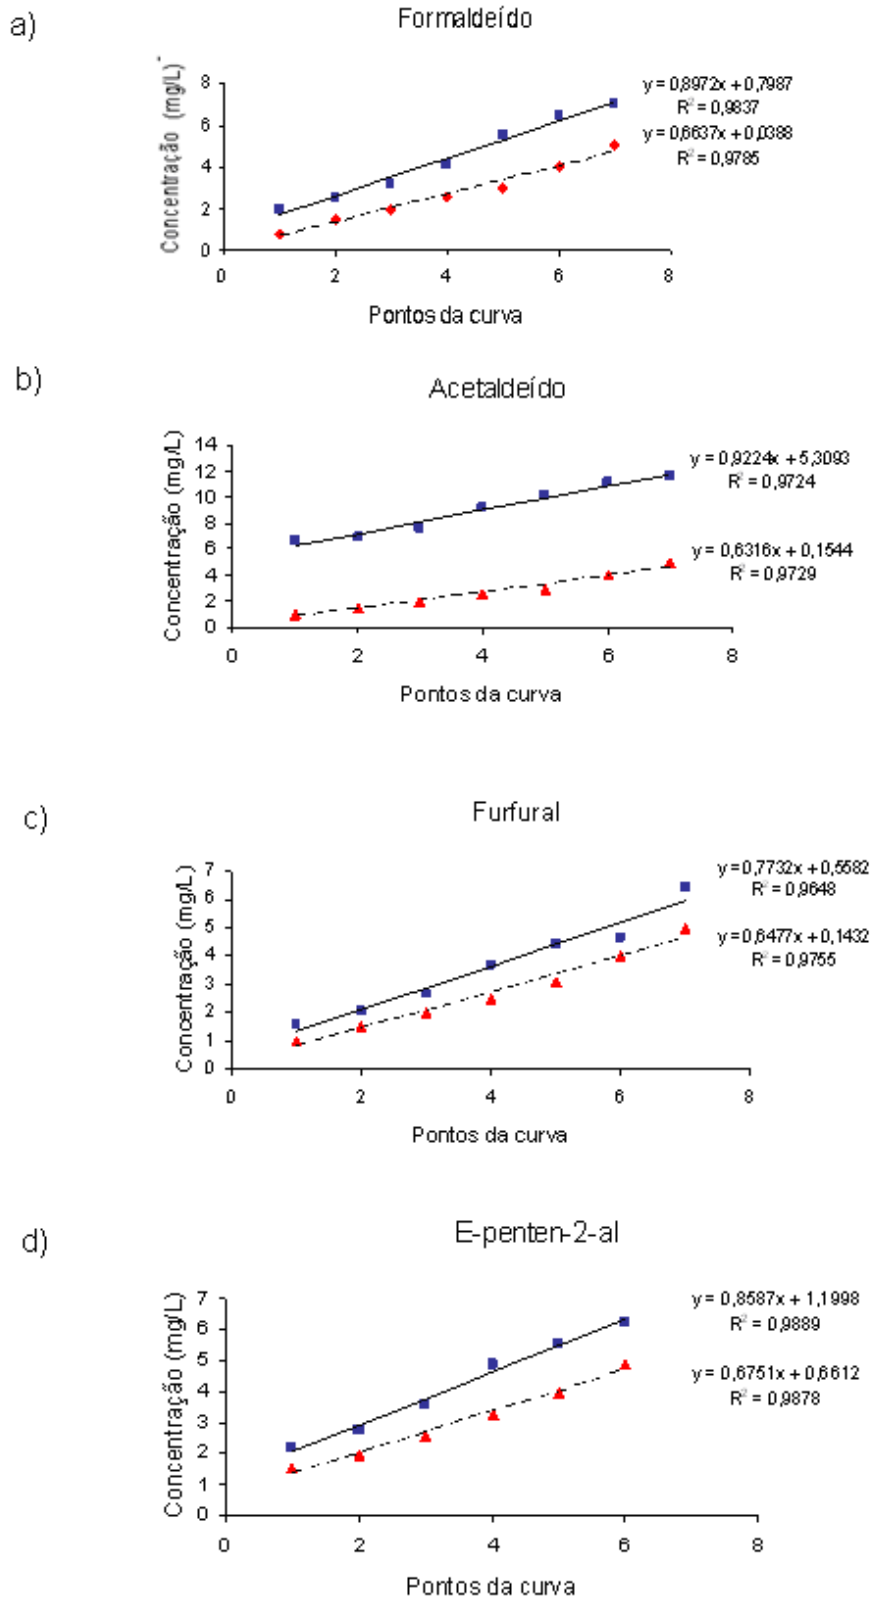 a)
Formaldeído
Concentração (mg/L)
8
6
4
2
0
0 2 4 6 8
y = 0,8972x + 0,7987
R² = 0,9837
y = 0,6637x + 0,0388
R² = 0,9785
Pontos da curva
b)
Acetaldeído
Concentração (mg/L)
14
12
10
8
6
4
2
0
0 2 4 6 8
y = 0,9224x + 5,3093
R² = 0,9724
y = 0,6316x + 0,1544
R² = 0,9729
Pontos da curva
c)
Furfural
Concentração (mg/L)
7
6
5
4
3
2
1
0
0 2 4 6 8
y = 0,7732x + 0,5582
R² = 0,9648
y = 0,6477x + 0,1432
R² = 0,9755
Pontos da curva
d)
E-penten-2-al
Concentração (mg/L)
7
6
5
4
3
2
1
0
0 2 4 6 8
y = 0,8587x + 1,1998
R² = 0,9889
y = 0,6751x + 0,6612
R² = 0,9878
Pontos da curva